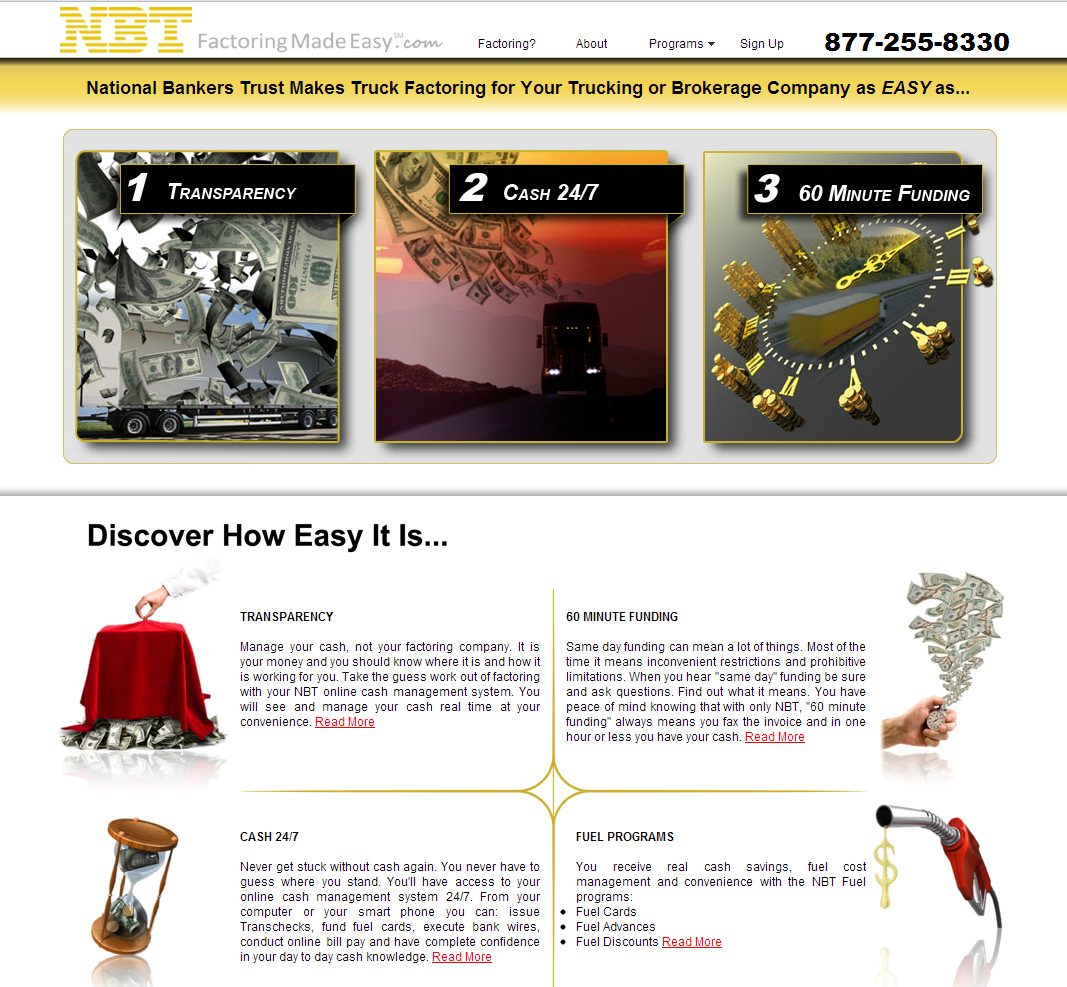 NBT Factoring Made Easy.℠com
Factoring? About Programs Sign Up 877-255-8330
National Bankers Trust Makes Truck Factoring for Your Trucking or Brokerage Company as EASY as...
1 Transparency
2 Cash 24/7
3 60 Minute Funding
Discover How Easy It Is...
TRANSPARENCY
Manage your cash, not your factoring company. It is
your money and you should know where it is and how it
is working for you. Take the guess work out of factoring
with your NBT online cash management system. You
will see and manage your cash real time at your
convenience. Read More
60 MINUTE FUNDING
Same day funding can mean a lot of things. Most of the
time it means inconvenient restrictions and prohibitive
limitations. When you hear "same day" funding be sure
and ask questions. Find out what it means. You have
peace of mind knowing that with only NBT, "60 minute
funding" always means you fax the invoice and in one
hour or less you have your cash. Read More
CASH 24/7
Never get stuck without cash again. You never have to
guess where you stand. You'll have access to your
online cash management system 24/7. From your
computer or your smart phone you can: issue
Transchecks, fund fuel cards, execute bank wires,
conduct online bill pay and have complete confidence
in your day to day cash knowledge. Read More
FUEL PROGRAMS
You receive real cash savings, fuel cost
management and convenience with the NBT Fuel
programs:
• Fuel Cards
• Fuel Advances
• Fuel Discounts Read More